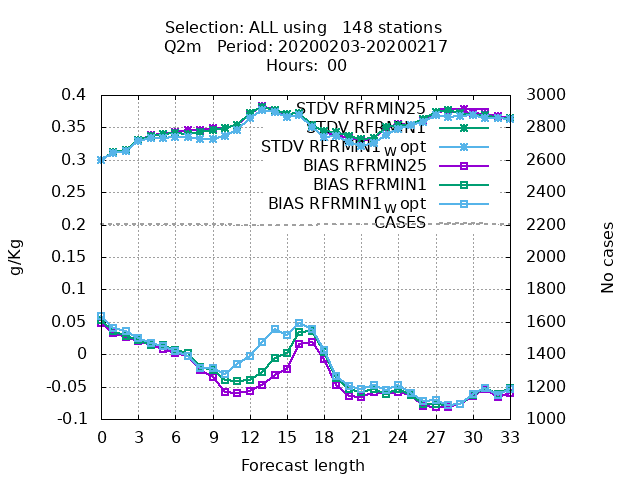 Selection: ALL using   148 stations
Q2m   Period: 20200203-20200217
Hours:  00
0.4
0.35
0.3
0.25
0.2
0.15
0.1
0.05
0
-0.05
-0.1
g/Kg
STDV RFRMIN25
STDV RFRMIN1
STDV RFRMIN1_W opt
BIAS RFRMIN25
BIAS RFRMIN1
BIAS RFRMIN1_W opt
CASES
3000
2800
2600
2400
2200
2000
1800
1600
1400
1200
1000
No cases
0 3 6 9 12 15 18 21 24 27 30 33
Forecast length